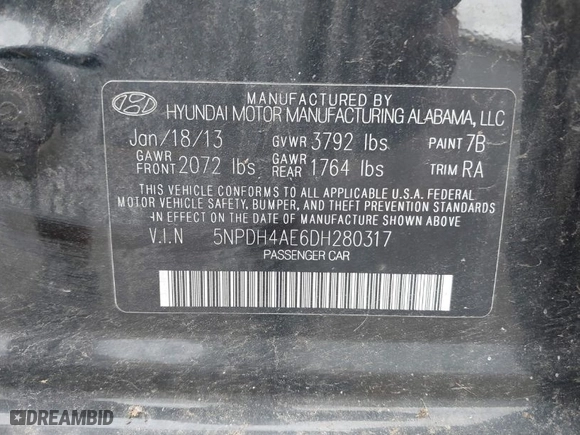 MANUFACTURED BY
HYUNDAI MOTOR MANUFACTURING ALABAMA, LLC
Jan/18/13 GVWR 3792 lbs PAINT 7B
GAWR FRONT 2072 lbs GAWR REAR 1764 lbs TRIM RA
THIS VEHICLE CONFORMS TO ALL APPLICABLE U.S.A. FEDERAL
MOTOR VEHICLE SAFETY, BUMPER, AND THEFT PREVENTION
STANDARDS IN EFFECT ON THE DATE OF MANUFACTURE SHOWN ABOVE
V.I.N 5NPDH4AE6DH280317
PASSENGER CAR
DREAMBID